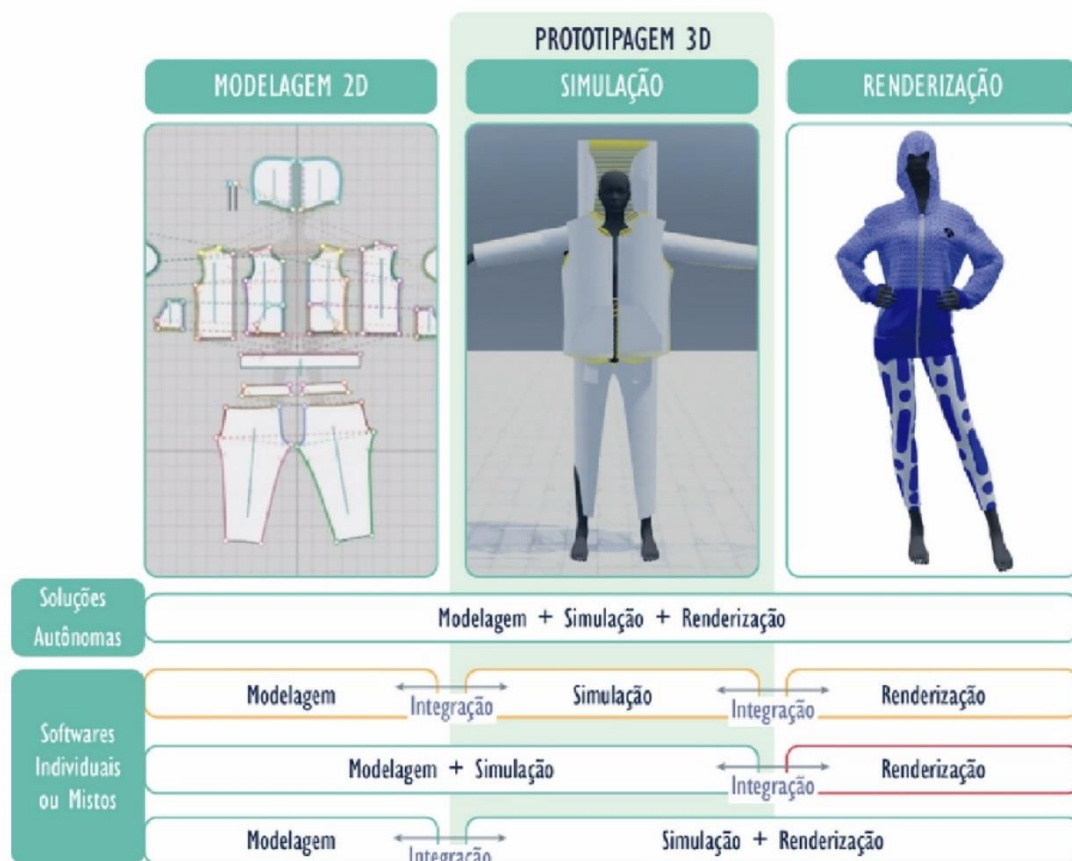 PROTOTIPAGEM 3D
MODELAGEM 2D
SIMULAÇÃO
RENDERIZAÇÃO
Soluções
Autônomas
Modelagem + Simulação + Renderização
Softwares
Individuais
ou Mistos
Modelagem
Integração
Simulação
Integração
Renderização
Modelagem + Simulação
Integração
Renderização
Modelagem
Integração
Simulação + Renderização